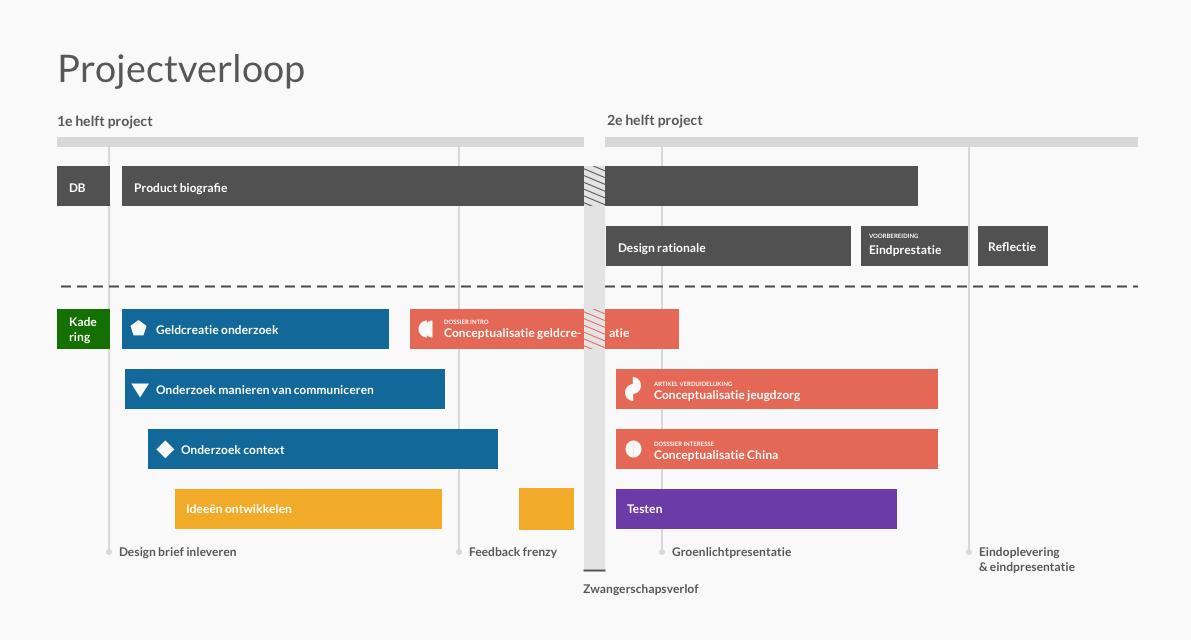 Projectverloop
1e helft project
2e helft project
DB
Product biografie
Design rationale
VOORBEREIDING
Eindprestatie
Reflectie
Kade
ring
Geldcreatie onderzoek
DOSSIER INTRO
Conceptualisatie geldcre- atie
Onderzoek manieren van communiceren
ARTIKEL VERDUIDELIJKING
Conceptualisatie jeugdzorg
Onderzoek context
DOSSSIER INTERESSE
Conceptualisatie China
Ideeën ontwikkelen
Testen
Design brief inleveren
Feedback frenzy
Groenlichtpresentatie
Eindoplevering
& eindpresentatie
Zwangerschapsverlof